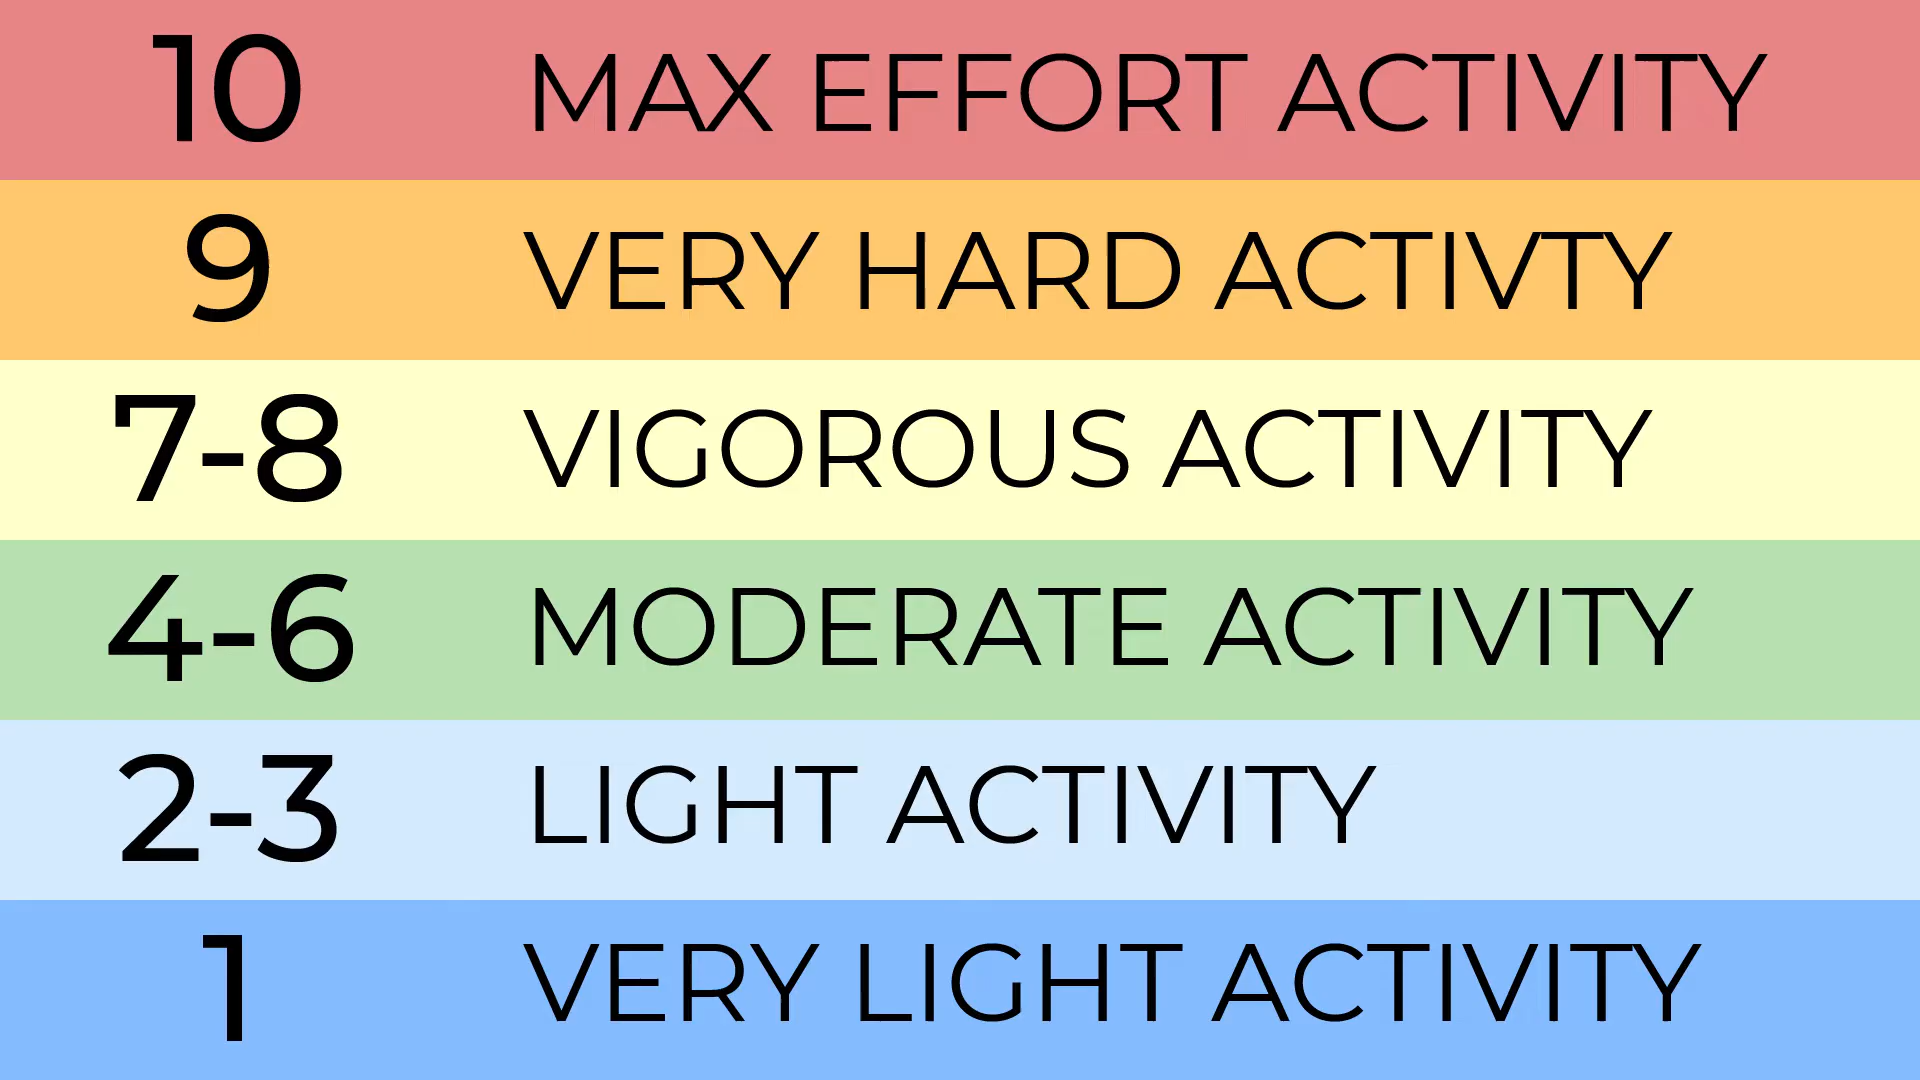 10 MAX EFFORT ACTIVITY
9 VERY HARD ACTIVTY
7-8 VIGOROUS ACTIVITY
4-6 MODERATE ACTIVITY
2-3 LIGHT ACTIVITY
1 VERY LIGHT ACTIVITY